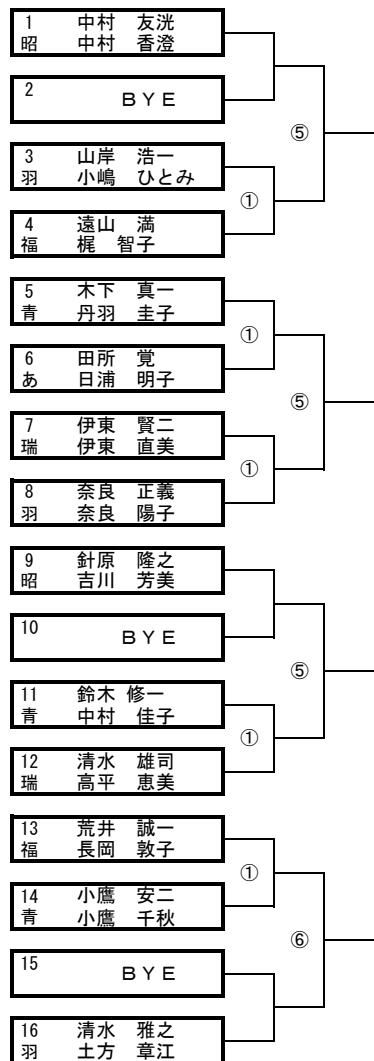 1 中村 友洸
昭 中村 香澄
2 BYE
⑤
3 山岸 浩一
羽 小嶋 ひとみ
①
4 遠山 満
福 梶 智子
5 木下 真一
青 丹羽 圭子
①
6 田所 覚
あ 日浦 明子
⑤
7 伊東 賢二
瑞 伊東 直美
①
8 奈良 正義
羽 奈良 陽子
9 針原 隆之
昭 吉川 芳美
10 BYE
⑤
11 鈴木 修一
青 中村 佳子
①
12 清水 雄司
瑞 高平 恵美
13 荒井 誠一
福 長岡 敦子
①
14 小鷹 安二
青 小鷹 千秋
⑥
15 BYE
16 清水 雅之
羽 土方 章江